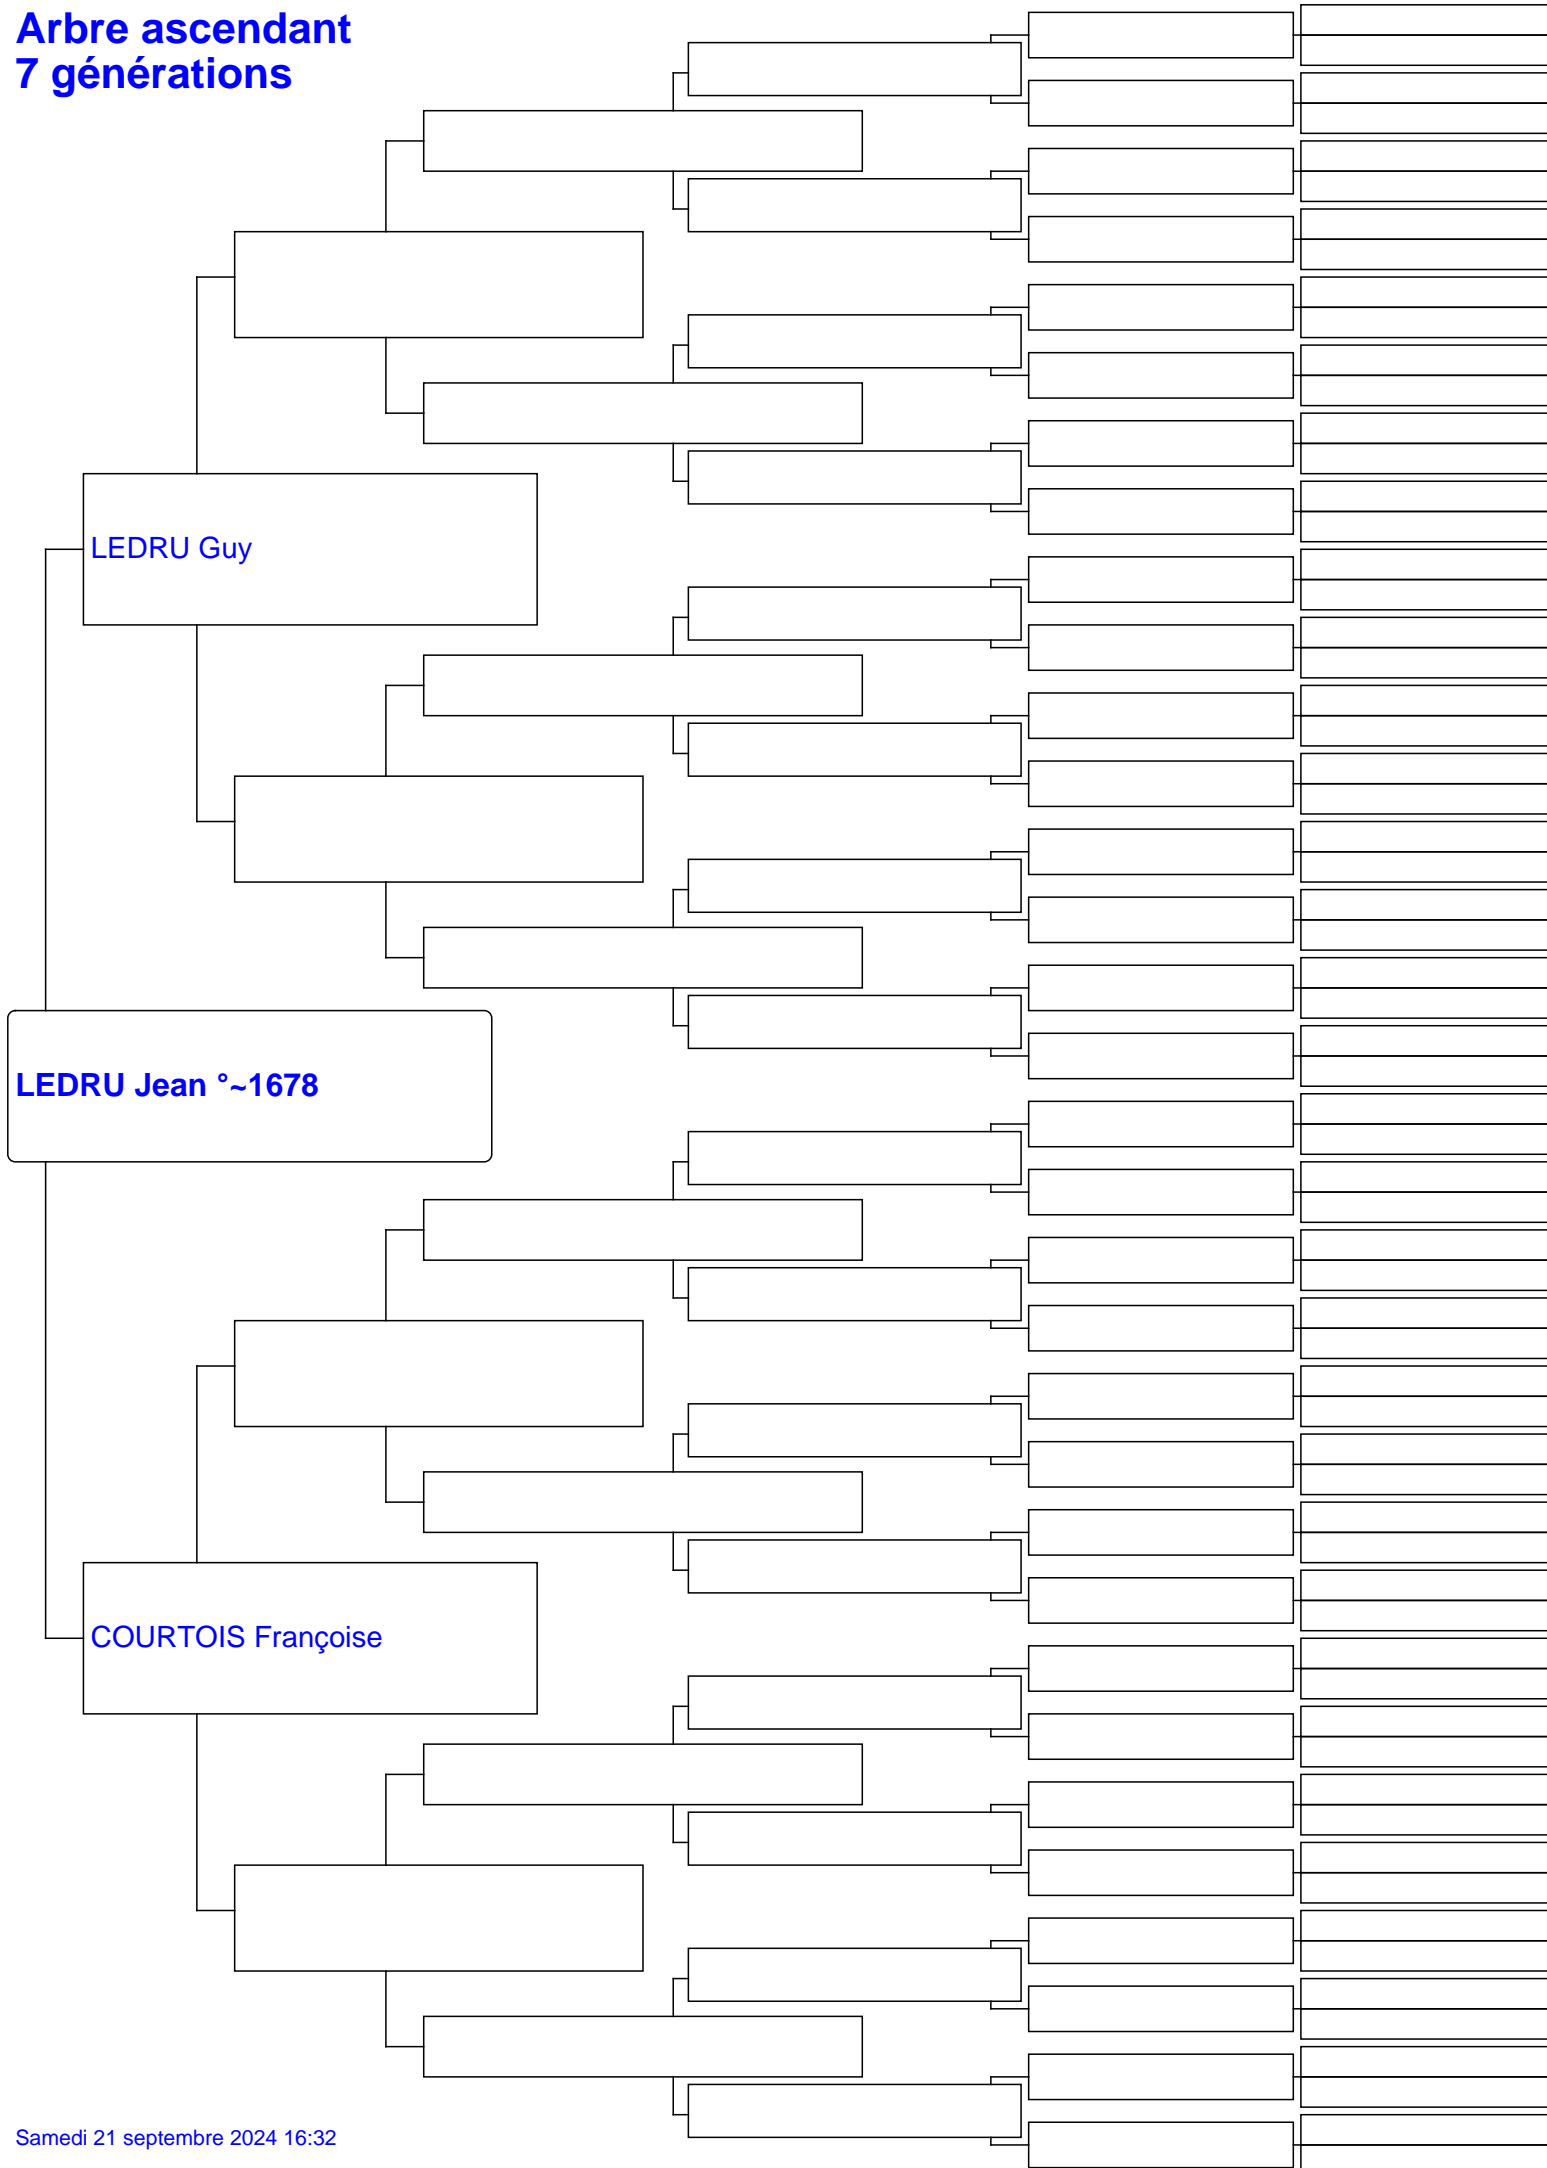 Arbre ascendant
7 générations
LEDRU Guy
LEDRU Jean °~1678
COURTOIS Françoise
Samedi 21 septembre 2024 16:32